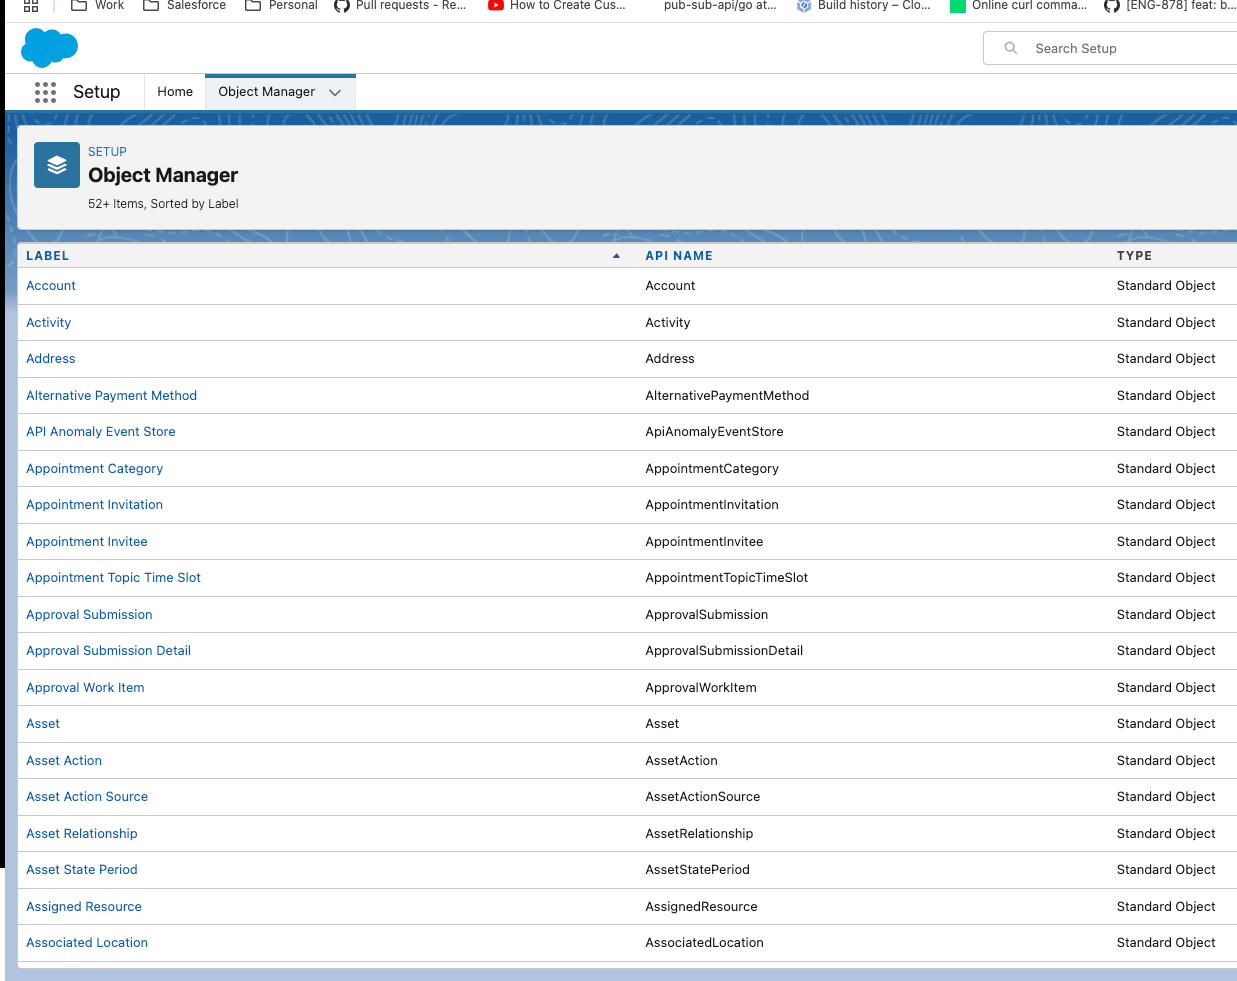 Work Salesforce Personal Pull requests - Re... How to Create Cus... pub-sub-api/go at... Build history – Clo... Online curl comma... [ENG-878] feat: b...
Search Setup
Setup Home Object Manager
SETUP
Object Manager
52+ Items, Sorted by Label
LABEL API NAME TYPE
Account Account Standard Object
Activity Activity Standard Object
Address Address Standard Object
Alternative Payment Method AlternativePaymentMethod Standard Object
API Anomaly Event Store ApiAnomalyEventStore Standard Object
Appointment Category AppointmentCategory Standard Object
Appointment Invitation AppointmentInvitation Standard Object
Appointment Invitee AppointmentInvitee Standard Object
Appointment Topic Time Slot AppointmentTopicTimeSlot Standard Object
Approval Submission ApprovalSubmission Standard Object
Approval Submission Detail ApprovalSubmissionDetail Standard Object
Approval Work Item ApprovalWorkItem Standard Object
Asset Asset Standard Object
Asset Action AssetAction Standard Object
Asset Action Source AssetActionSource Standard Object
Asset Relationship AssetRelationship Standard Object
Asset State Period AssetStatePeriod Standard Object
Assigned Resource AssignedResource Standard Object
Associated Location AssociatedLocation Standard Object